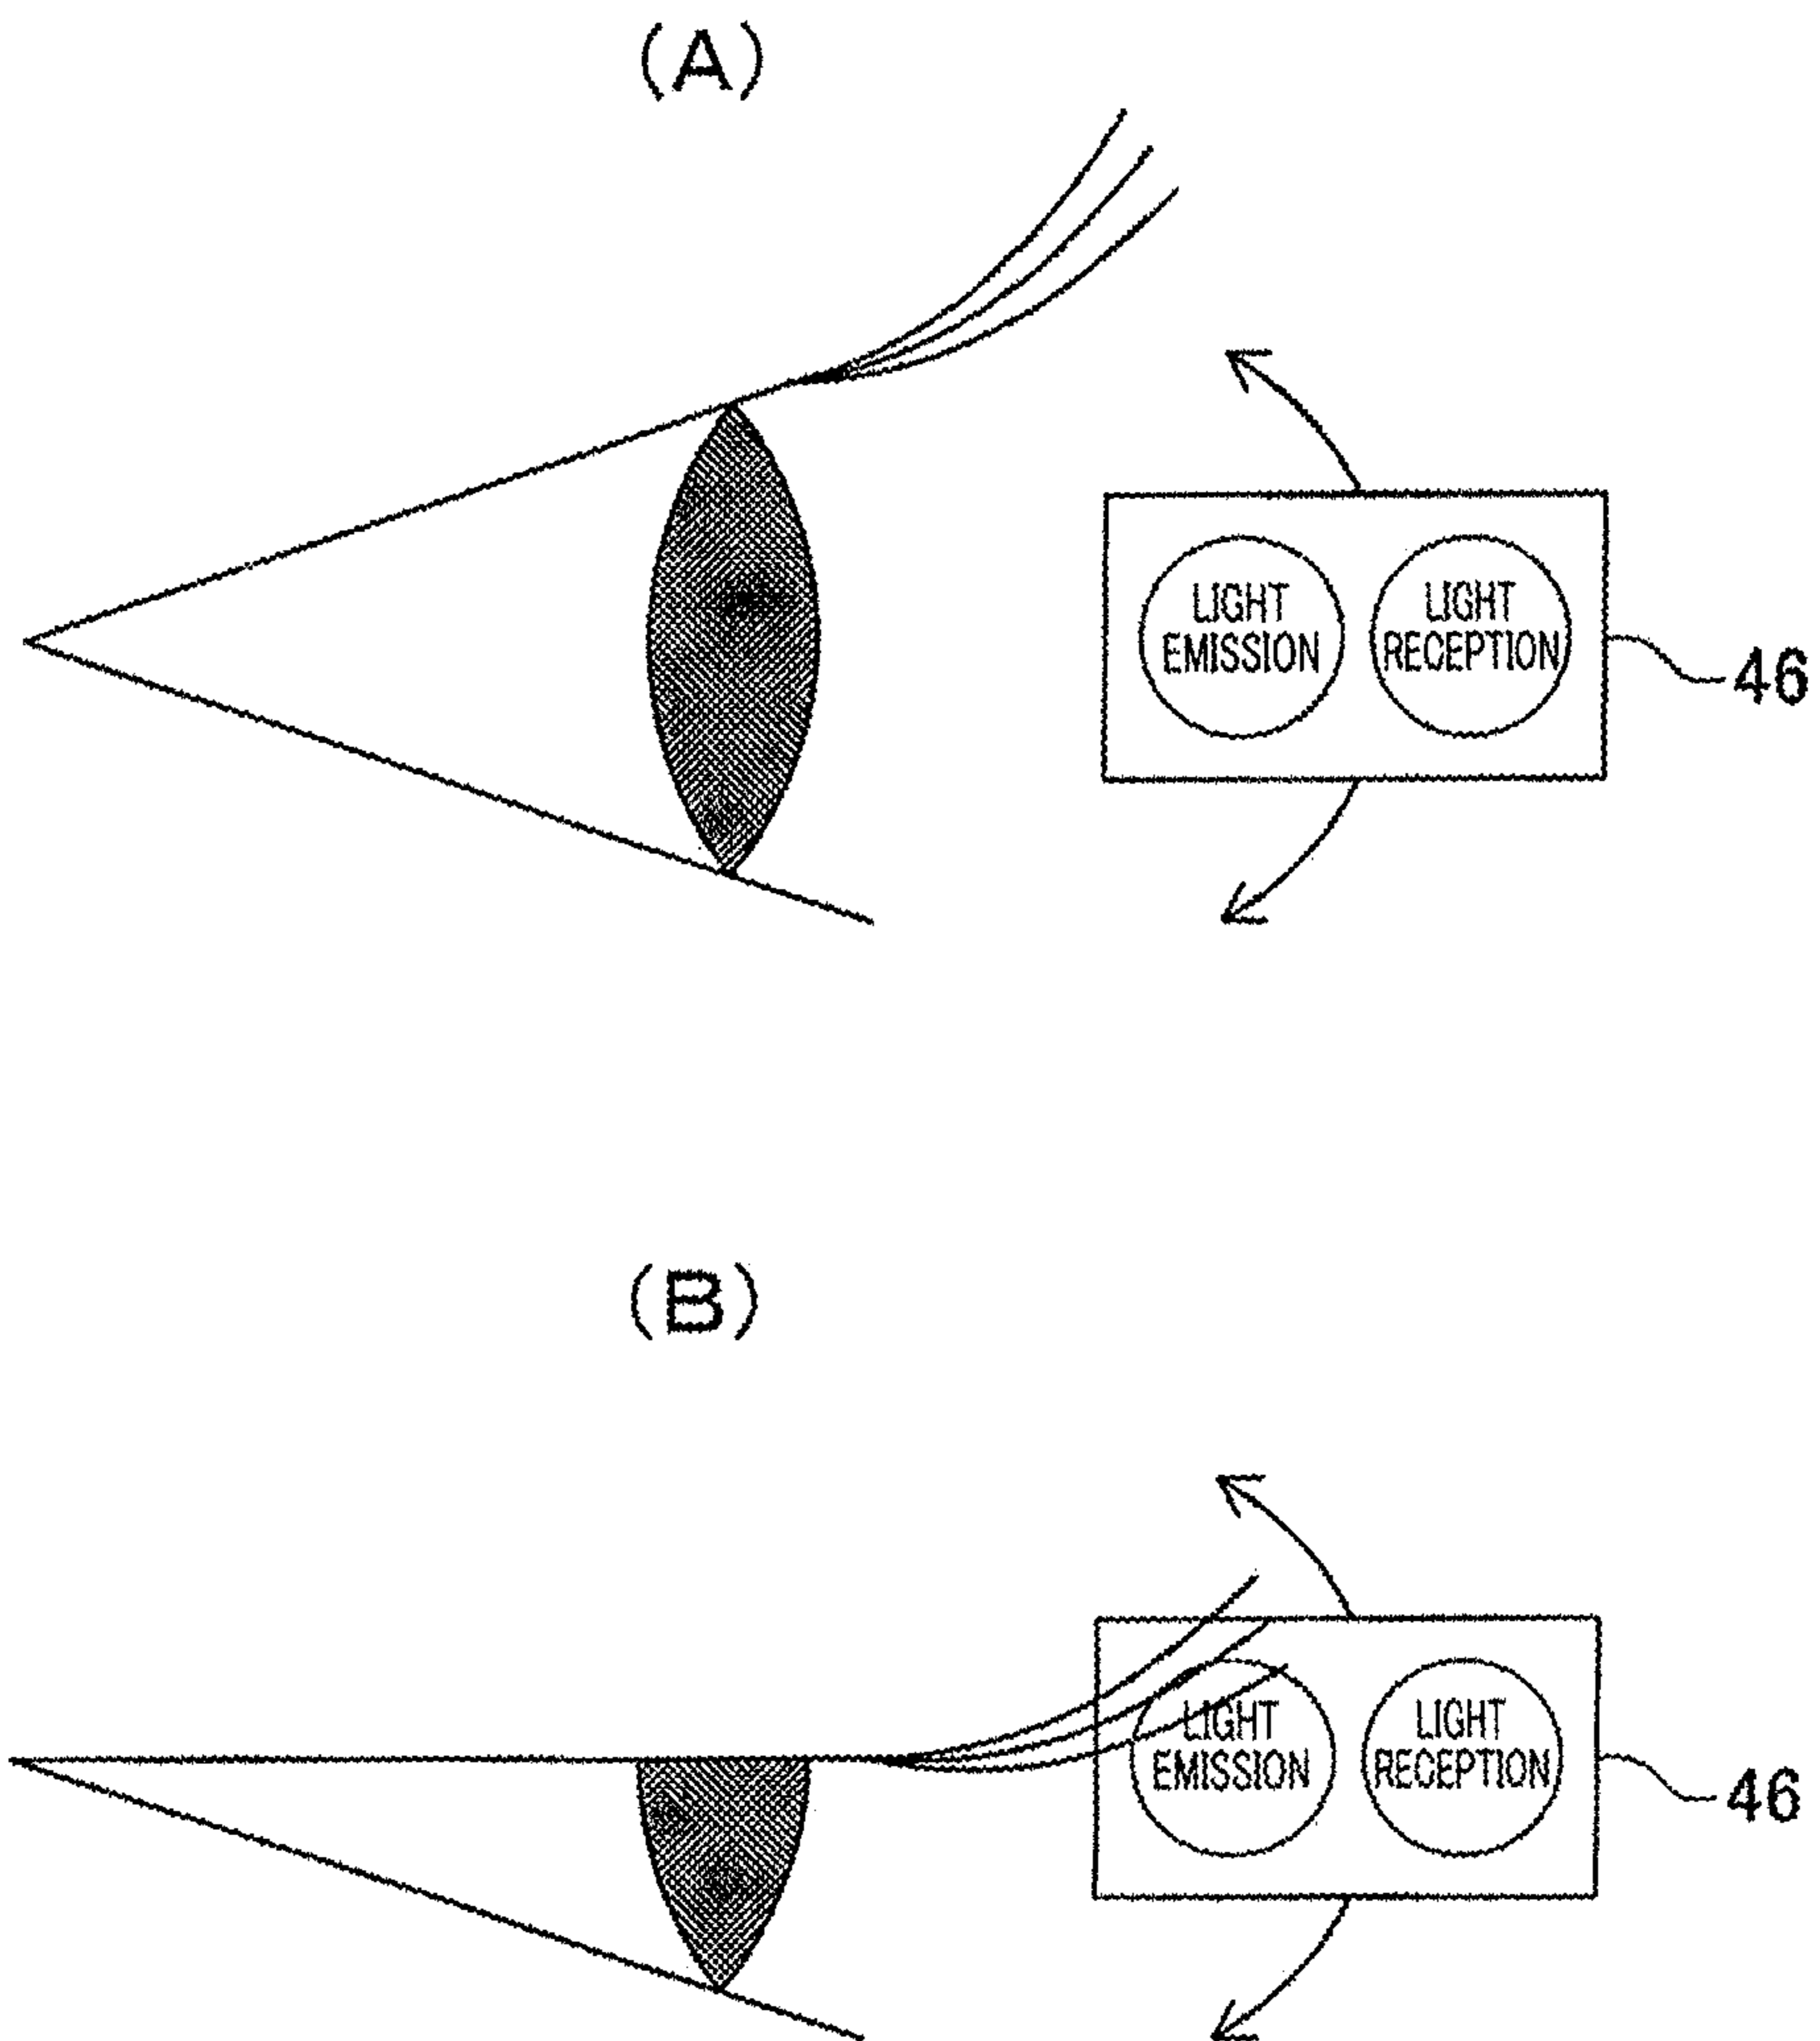 (A)
LIGHT
EMISSION
LIGHT
RECEPTION
46
(B)
LIGHT
EMISSION
LIGHT
RECEPTION
46